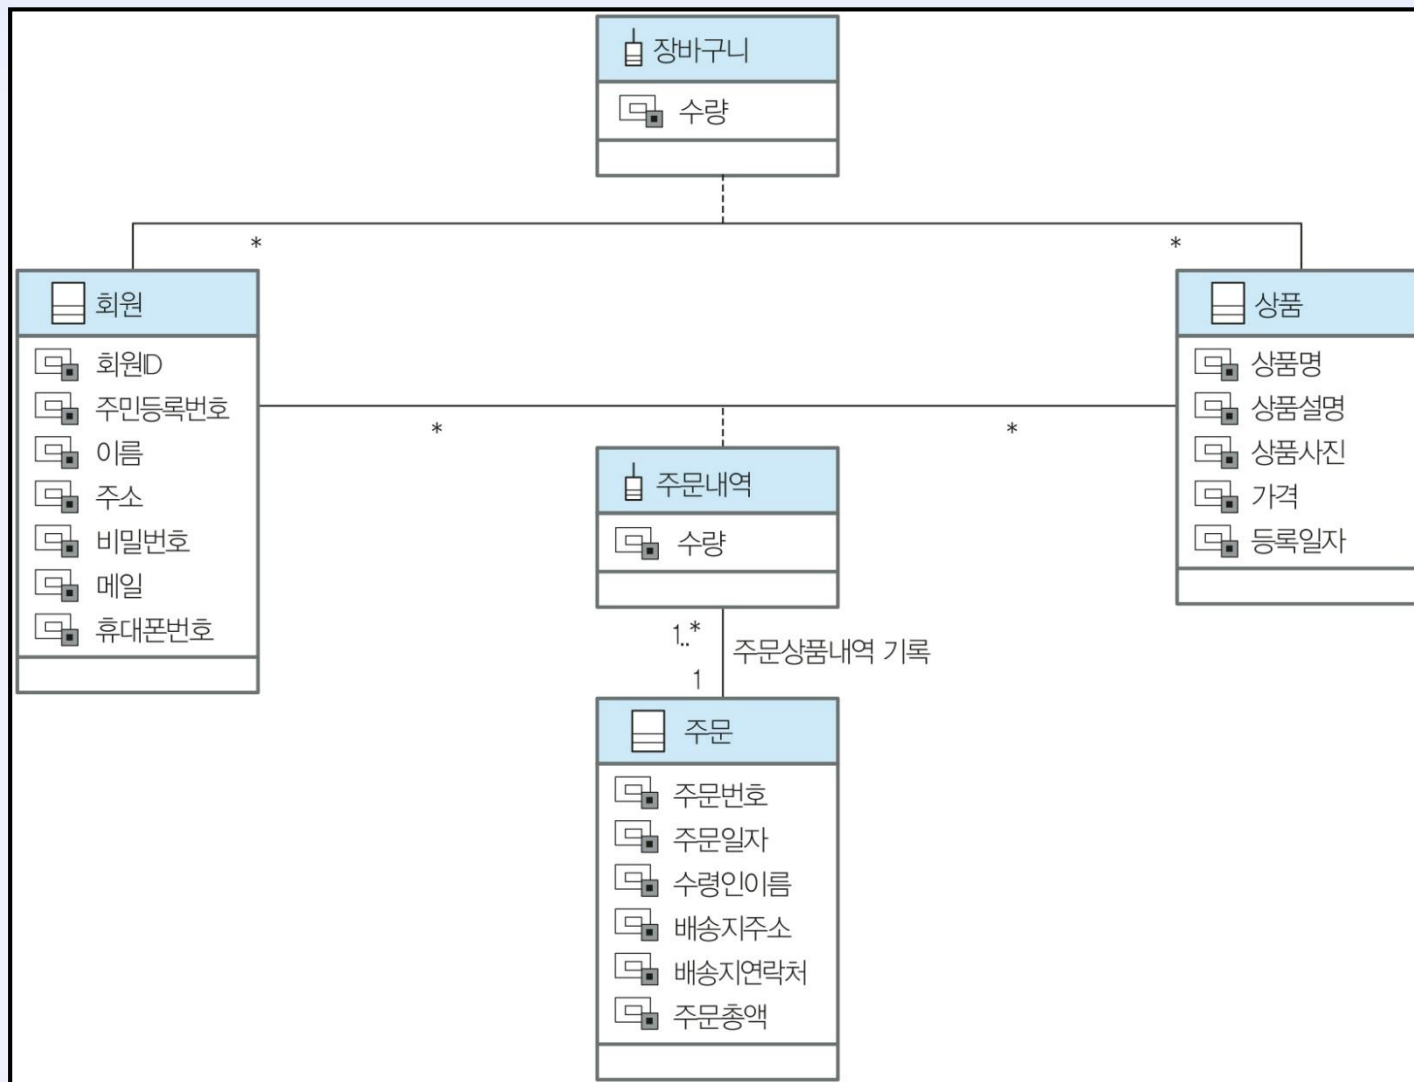 장바구니
수량
*
*
회원
회원ID
주민등록번호
이름
주소
비밀번호
메일
휴대폰번호
상품
상품명
상품설명
상품사진
가격
등록일자
*
*
주문내역
수량
1..*
주문상품내역 기록
1
주문
주문번호
주문일자
수령인이름
배송지주소
배송지연락처
주문총액